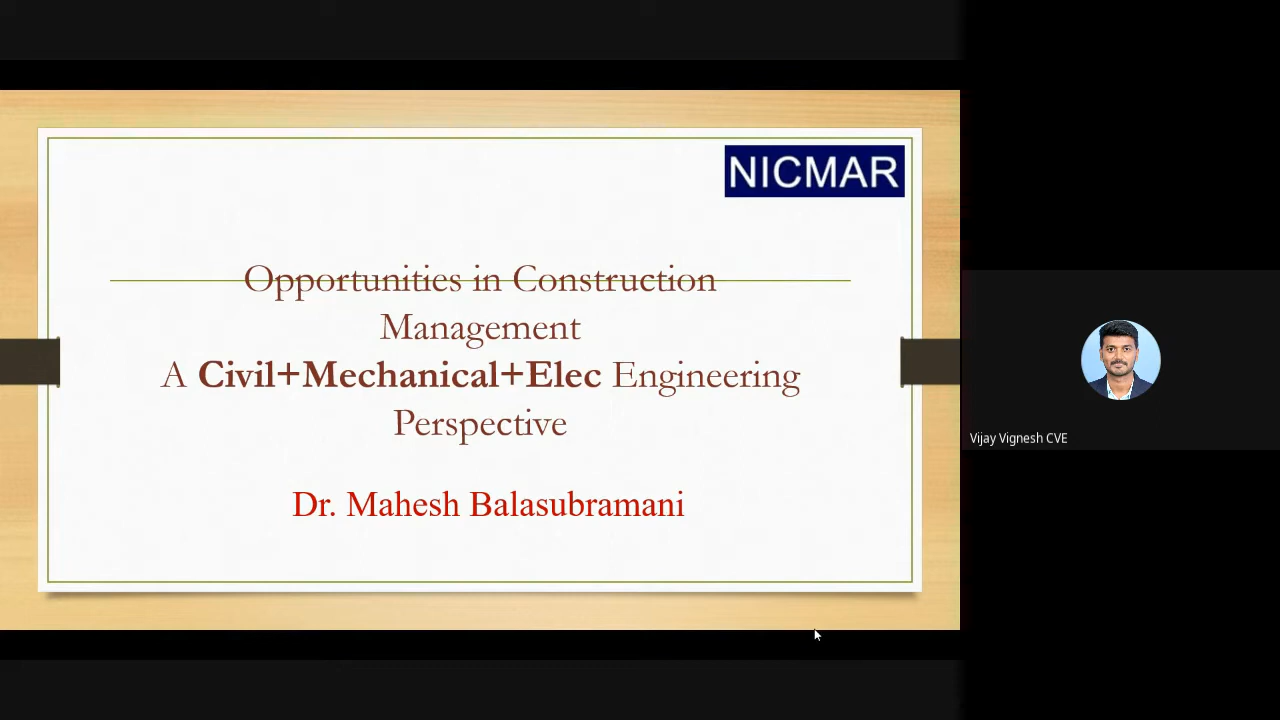 NICMAR
Opportunities in Construction
Management
A Civil+Mechanical+Elec Engineering
Perspective
Dr. Mahesh Balasubramani
Vijay Vignesh CVE